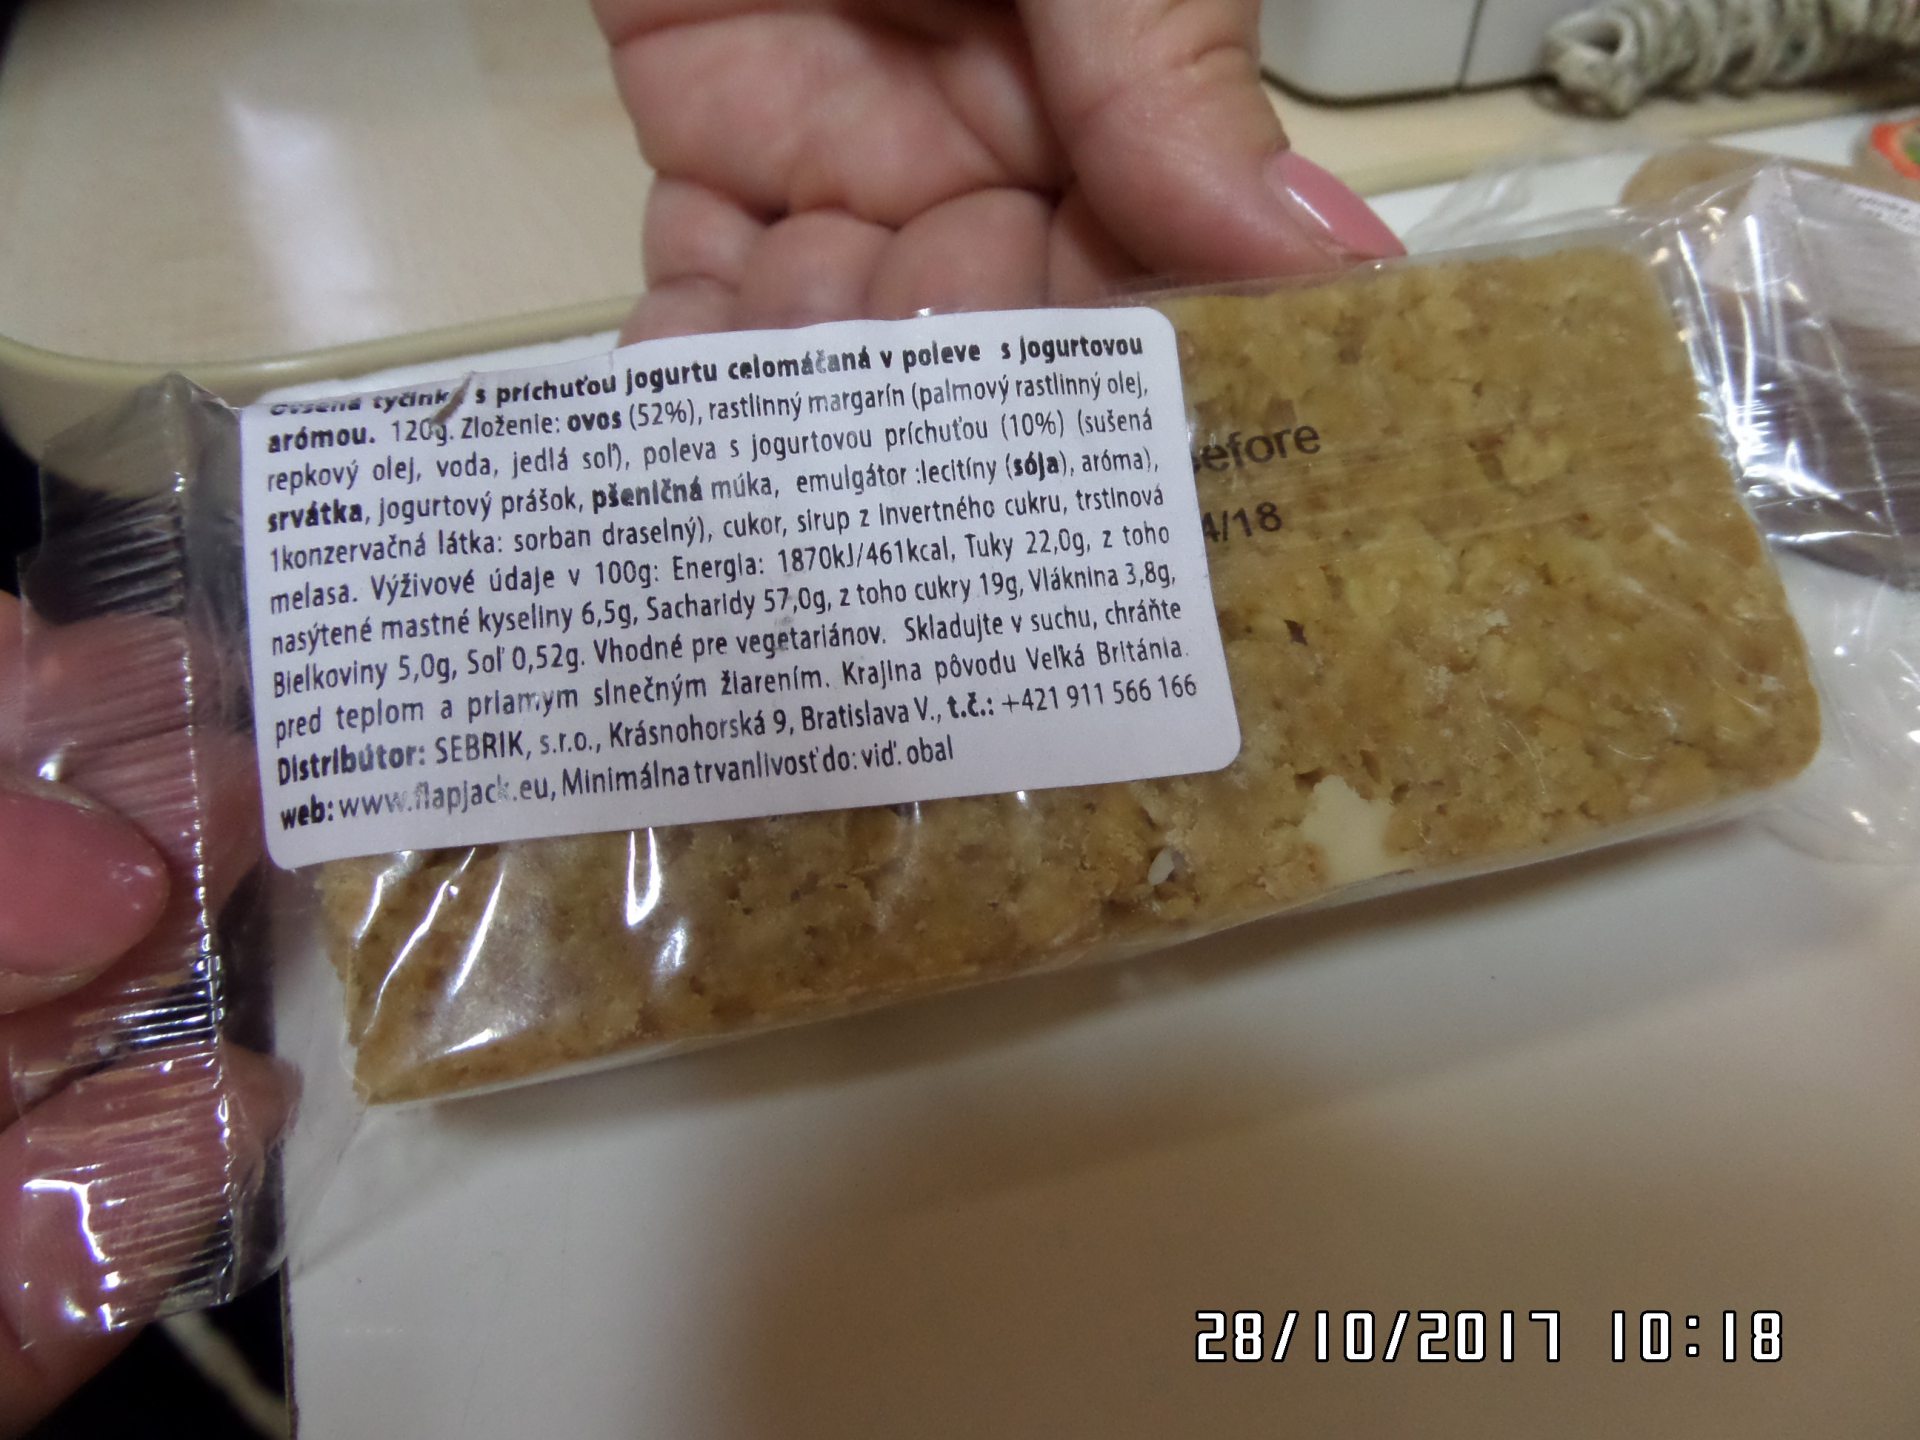 Ovsená tyčinka s príchuťou jogurtu celomáčaná v poleve s jogurtovou
arómou. 120g. Zloženie: ovos (52%), rastlinný margarín (palmový rastlinný olej,
repkový olej, voda, jedlá soľ), poleva s jogurtovou príchuťou (10%) (sušená
srvátka, jogurtový prášok, pšeničná múka, emulgátor :lecitíny (sója), aróma),
1konzervačná látka: sorban draselný), cukor, sirup z invertného cukru, trstinová
melasa. Výživové údaje v 100g: Energia: 1870kJ/461kcal, Tuky 22,0g, z toho
nasýtené mastné kyseliny 6,5g, Sacharidy 57,0g, z toho cukry 19g, Vláknina 3,8g,
Bielkoviny 5,0g, Soľ 0,52g. Vhodné pre vegetariánov. Skladujte v suchu, chráňte
pred teplom a priamym slnečným žiarením. Krajina pôvodu Veľká Británia.
Distribútor: SEBRIK, s.r.o., Krásnohorská 9, Bratislava V., t.č.: +421 911 566 166
web: www.flapjack.eu, Minimálna trvanlivosť do: viď. obal
efore
4/18
28/10/2017 10:18